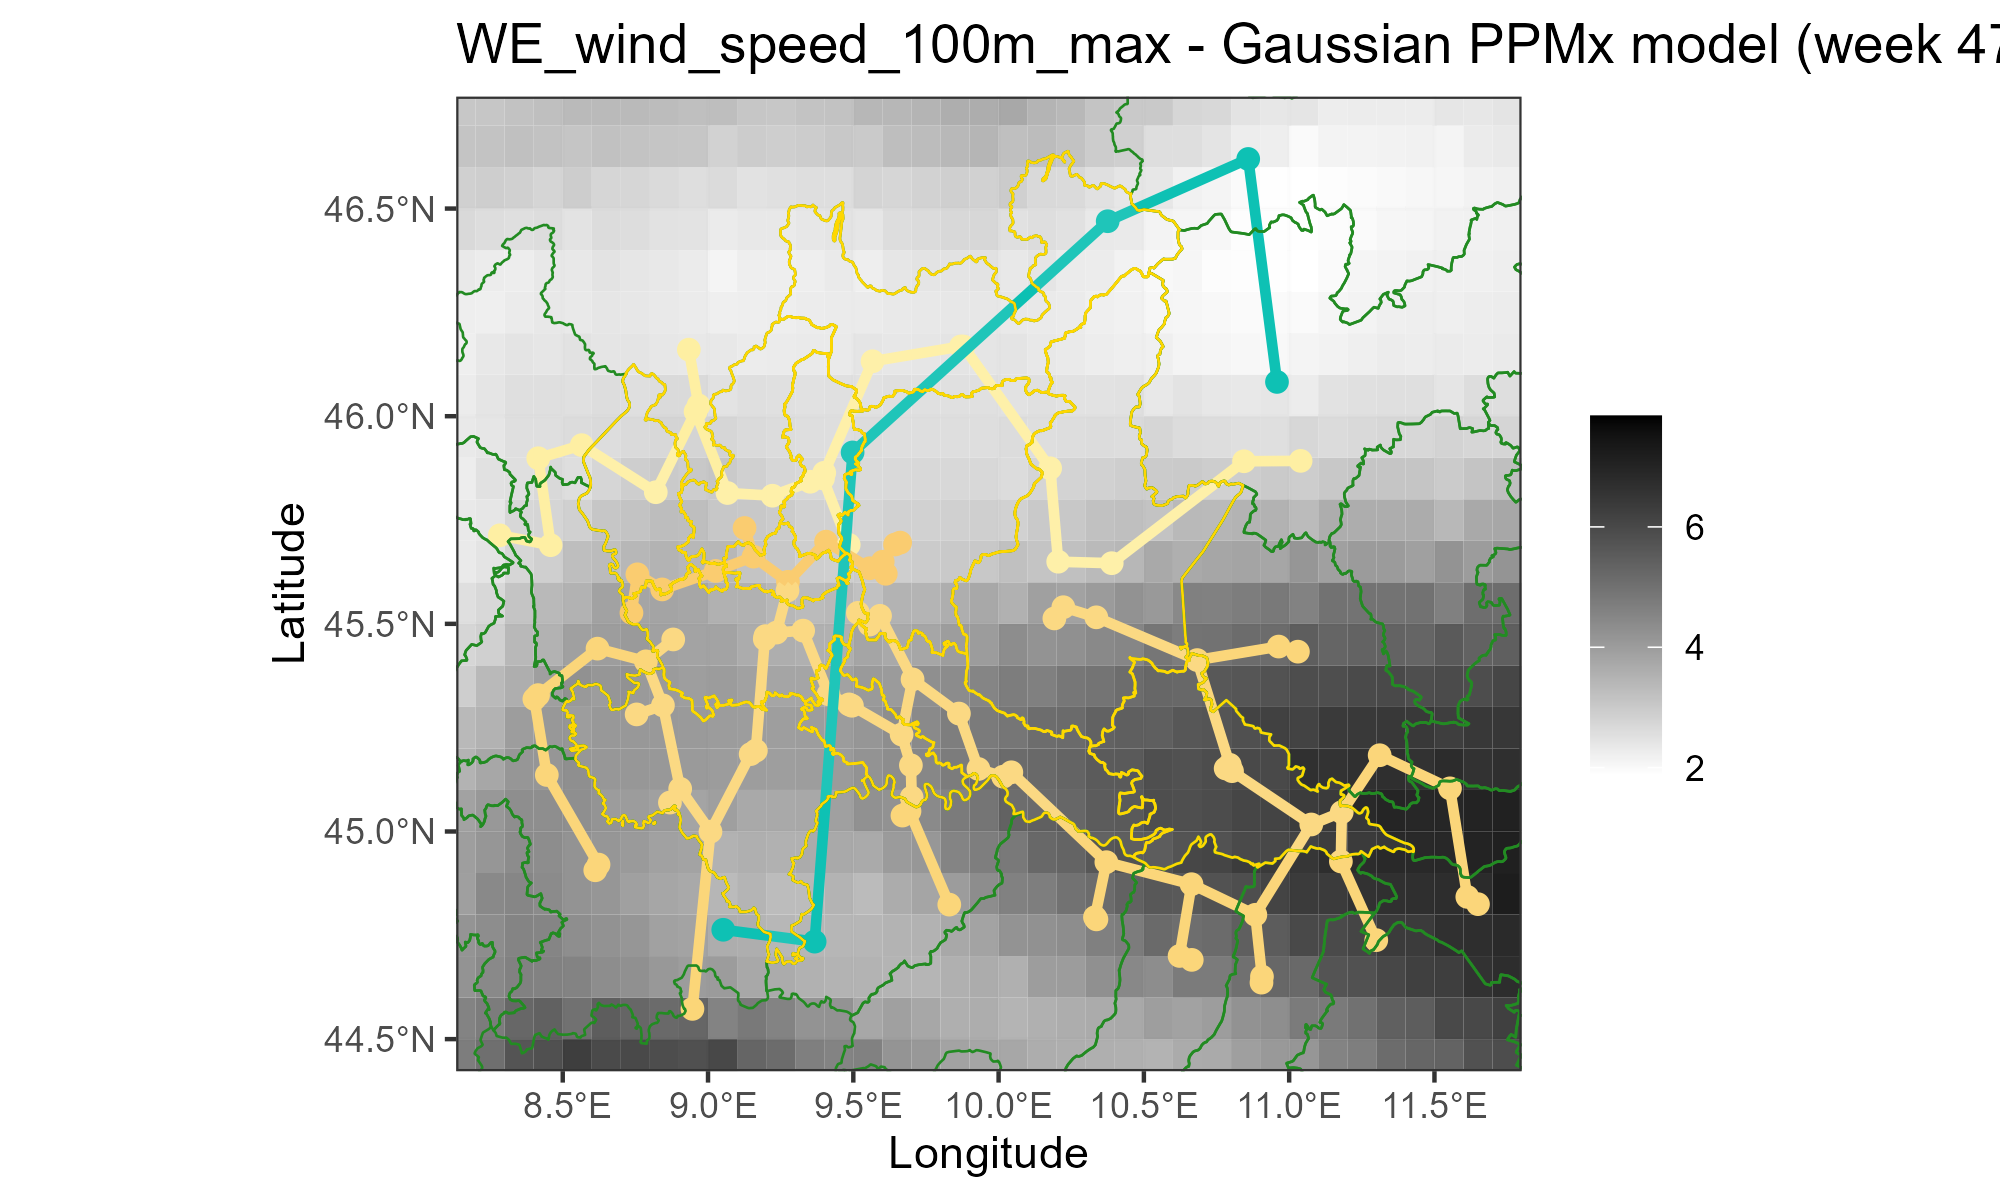 WE_wind_speed_100m_max - Gaussian PPMx model (week 47
46.5°N
46.0°N
45.5°N
45.0°N
44.5°N
Latitude
8.5°E 9.0°E 9.5°E 10.0°E 10.5°E 11.0°E 11.5°E
Longitude
6
4
2